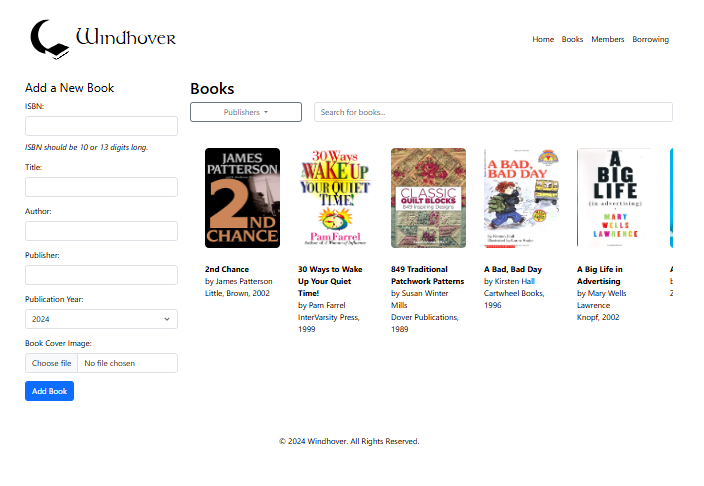 Windhover
Home Books Members Borrowing
Add a New Book
ISBN:
ISBN should be 10 or 13 digits long.
Title:
Author:
Publisher:
Publication Year:
2024
Book Cover Image:
Choose file No file chosen
Add Book
Books
Publishers
Search for books...
JAMES
PATTERSON
2ND
CHANCE
2nd Chance
by James Patterson
Little, Brown, 2002
30 Ways
WAKE UP
YOUR QUIET
TIME!
Pam Farrel
30 Ways to Wake
Up Your Quiet
Time!
by Pam Farrel
InterVarsity Press,
1999
CLASSIC
QUILT BLOCKS
849 Inspiring Designs
849 Traditional
Patchwork Patterns
by Susan Winter
Mills
Dover Publications,
1989
A BAD,
BAD DAY
A Bad, Bad Day
by Kirsten Hall
Cartwheel Books,
1996
A
BIG
LIFE
(in advertising)
MARY
WELLS
LAWRENCE
A Big Life in
Advertising
by Mary Wells
Lawrence
Knopf, 2002
© 2024 Windhover. All Rights Reserved.